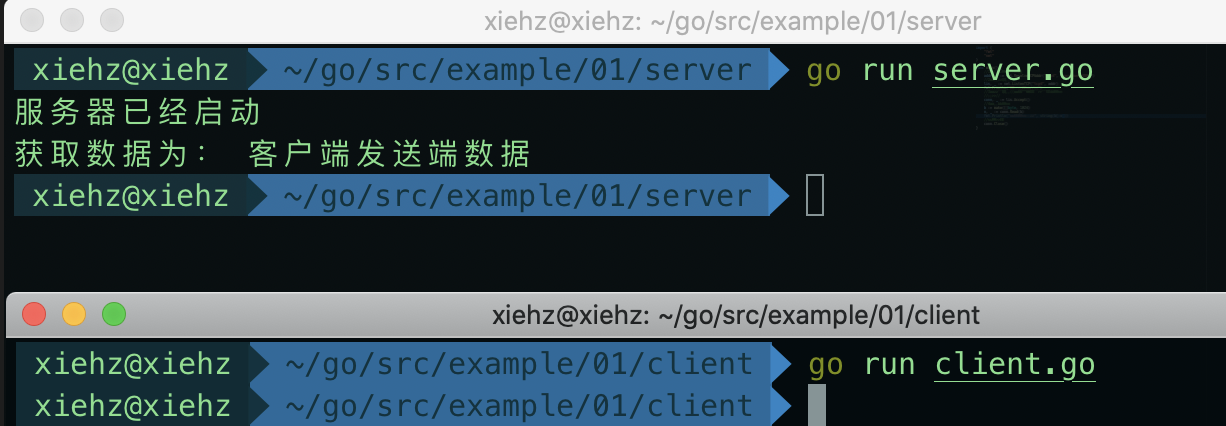 xiehz@xiehz: ~/go/src/example/01/server
xiehz@xiehz ~/go/src/example/01/server go run server.go
服务器已经启动
获取数据为： 客户端发送端数据
xiehz@xiehz ~/go/src/example/01/server
xiehz@xiehz: ~/go/src/example/01/client
xiehz@xiehz ~/go/src/example/01/client go run client.go
xiehz@xiehz ~/go/src/example/01/client